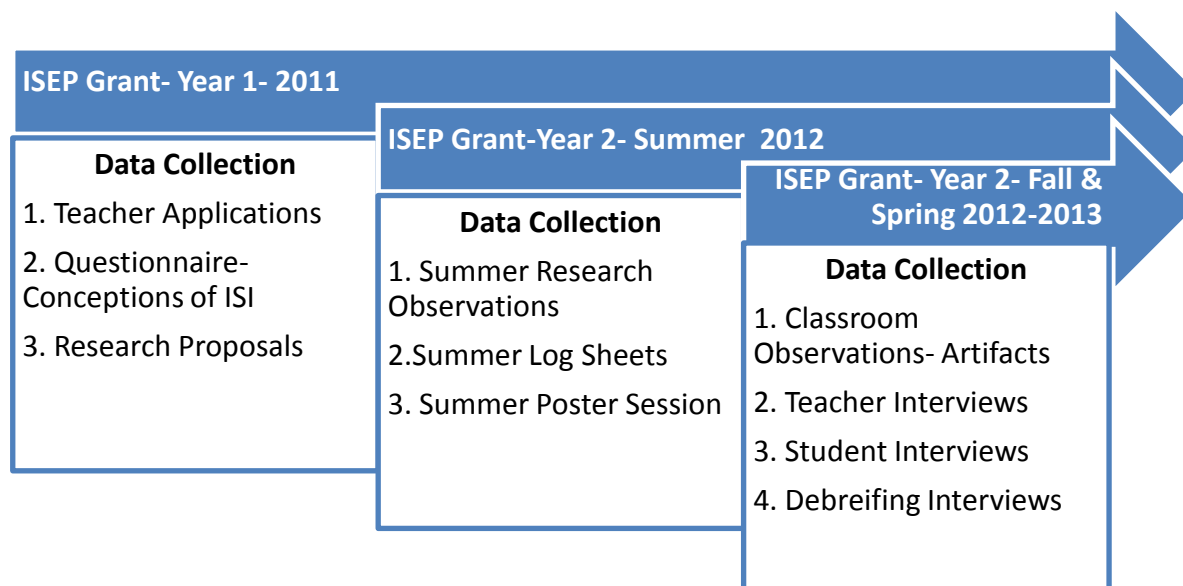 ISEP Grant- Year 1- 2011
Data Collection
1. Teacher Applications
2. Questionnaire-
Conceptions of ISI
3. Research Proposals
ISEP Grant-Year 2- Summer 2012
Data Collection
1. Summer Research
Observations
2.Summer Log Sheets
3. Summer Poster Session
ISEP Grant- Year 2- Fall &
Spring 2012-2013
Data Collection
1. Classroom
Observations- Artifacts
2. Teacher Interviews
3. Student Interviews
4. Debreifing Interviews